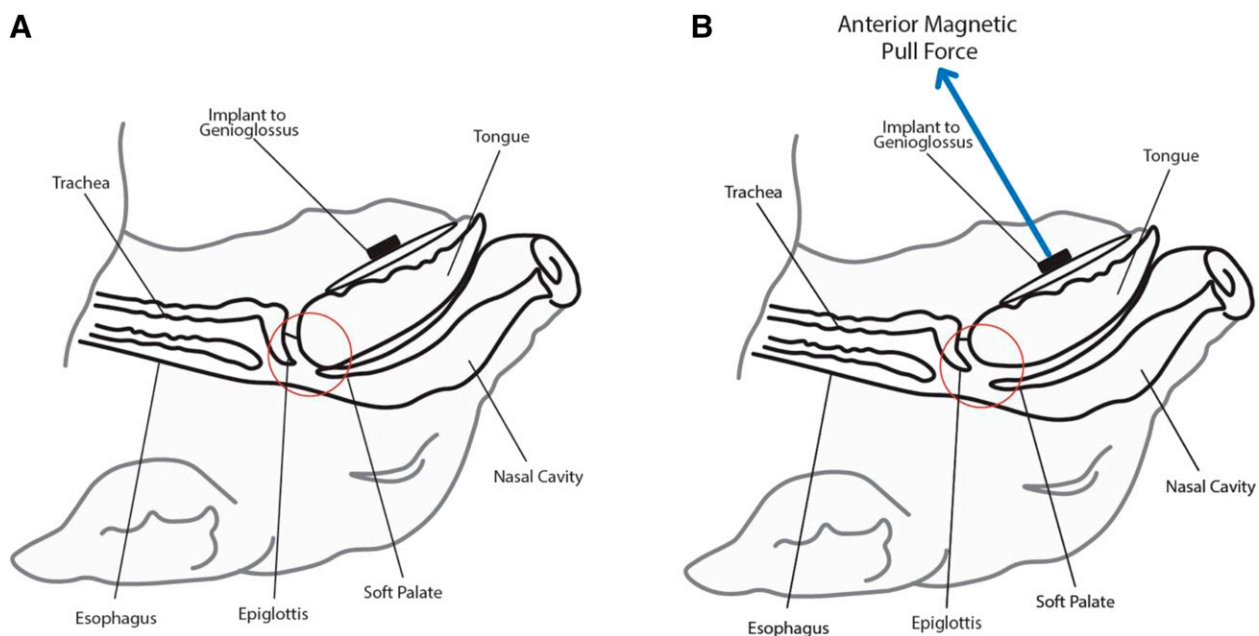 A
Implant to
Genioglossus
Tongue
Trachea
Nasal Cavity
Soft Palate
Epiglottis
Esophagus
B
Anterior Magnetic
Pull Force
Implant to
Genioglossus
Tongue
Trachea
Nasal Cavity
Soft Palate
Epiglottis
Esophagus